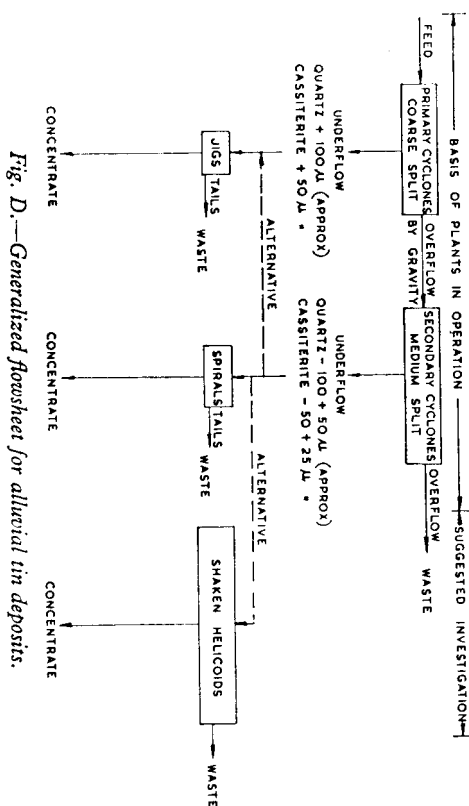 BASIS OF PLANTS IN OPERATION
SUGGESTED INVESTIGATION
FEED
PRIMARY CYCLONES
COARSE SPLIT
OVERFLOW
BY GRAVITY
SECONDARY CYCLONES
MEDIUM SPLIT
OVERFLOW
WASTE
UNDERFLOW
QUARTZ + 100 μ (APPROX)
CASSITERITE + 50 μ "
UNDERFLOW
QUARTZ - 100 + 50 μ (APPROX)
CASSITERITE - 50 + 25 μ "
ALTERNATIVE
ALTERNATIVE
JIGS
TAILS
WASTE
SPIRALS
TAILS
WASTE
SHAKEN HELICOIDS
WASTE
CONCENTRATE
CONCENTRATE
CONCENTRATE
Fig. D.—Generalized flowsheet for alluvial tin deposits.